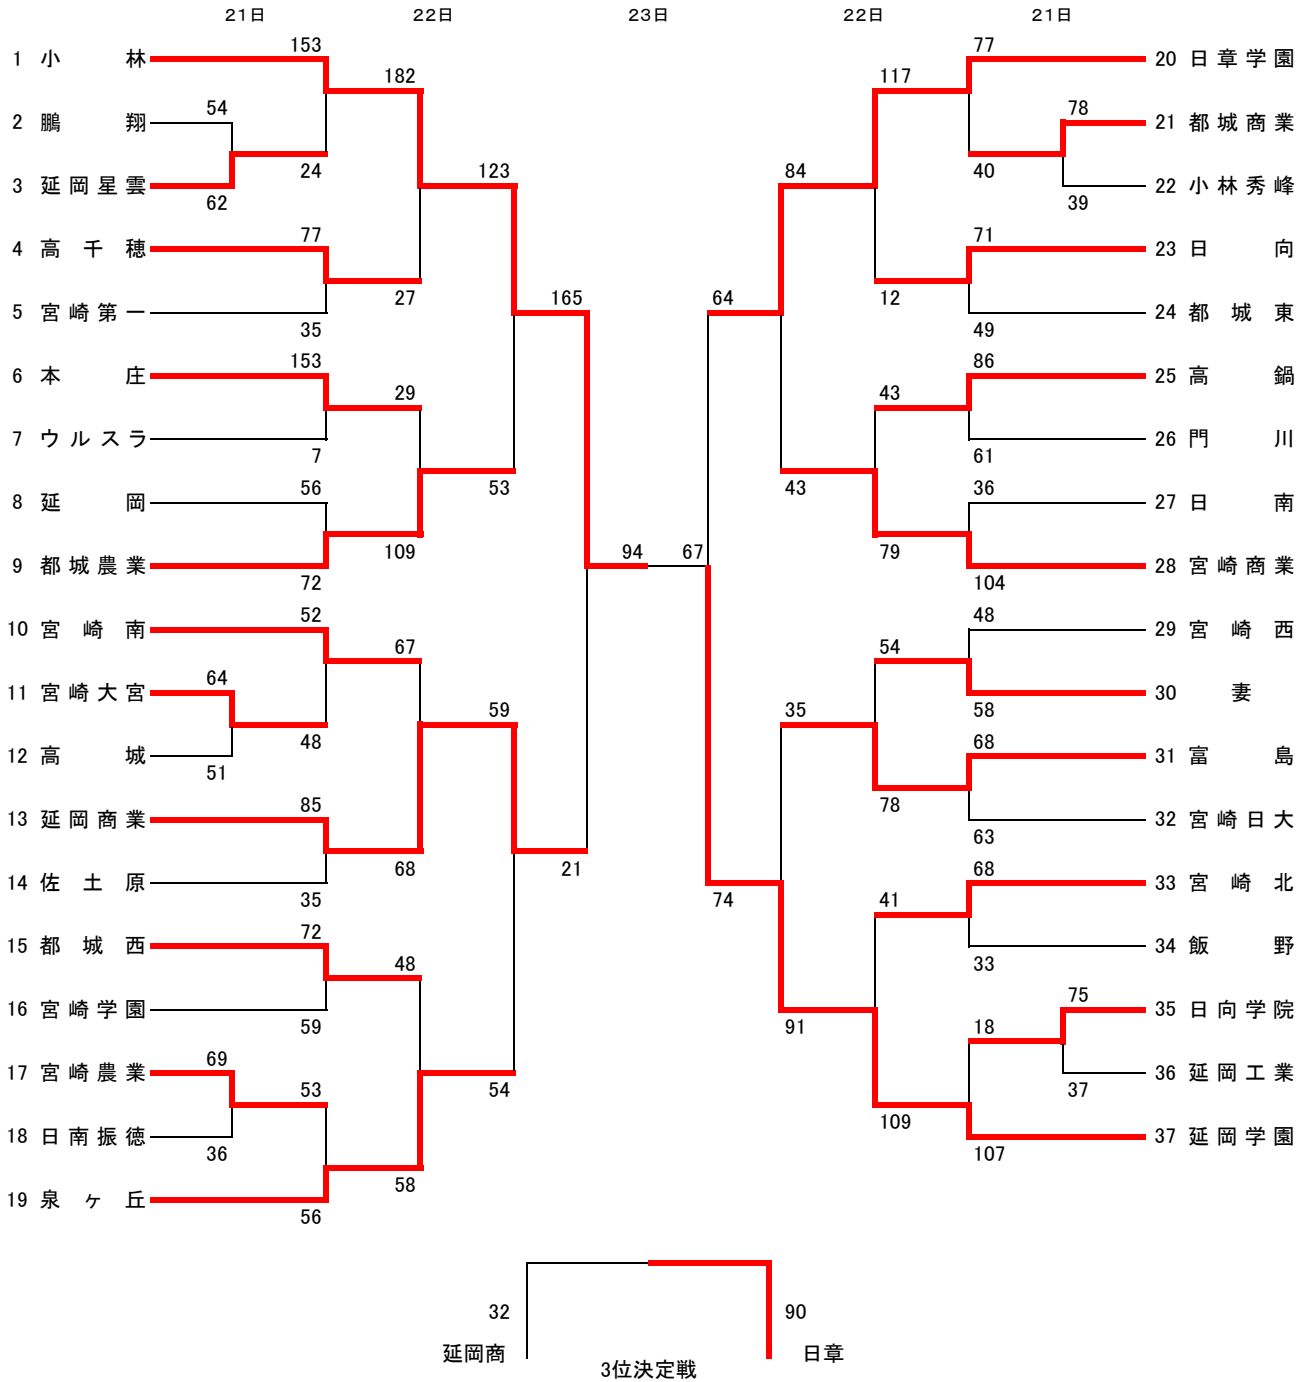 21日 22日 23日 22日 21日
153 77
1 小林 20 日章学園
182 117
54 78
2 鵬翔 21 都城商業
24 123 84 40
3 延岡星雲 22 小林秀峰
62 39
77 71
4 高千穂 23 日向
27 165 64 12
5 宮崎第一 24 都城東
35 49
153 86
6 本庄 25 高鍋
29 43
7 ウルスラ 26 門川
7 61
56 53 43 36
8 延岡 27 日南
109 94 67 79
9 都城農業 28 宮崎商業
72 104
52 48
10 宮崎南 29 宮崎西
67 54
64
11 宮崎大宮 30 妻
59 35 58
48 68
12 高城 31 富島
51
85 78
13 延岡商業 32 宮崎日大
63
68 21 68
14 佐土原 33 宮崎北
35 74 41
72
15 都城西 34 飯野
48 33
75
16 宮崎学園 35 日向学院
59 91 18
69
17 宮崎農業 36 延岡工業
53 54 37
109
18 日南振徳 37 延岡学園
36 107
58
19 泉ヶ丘
56
32 90
延岡商 日章
3位決定戦